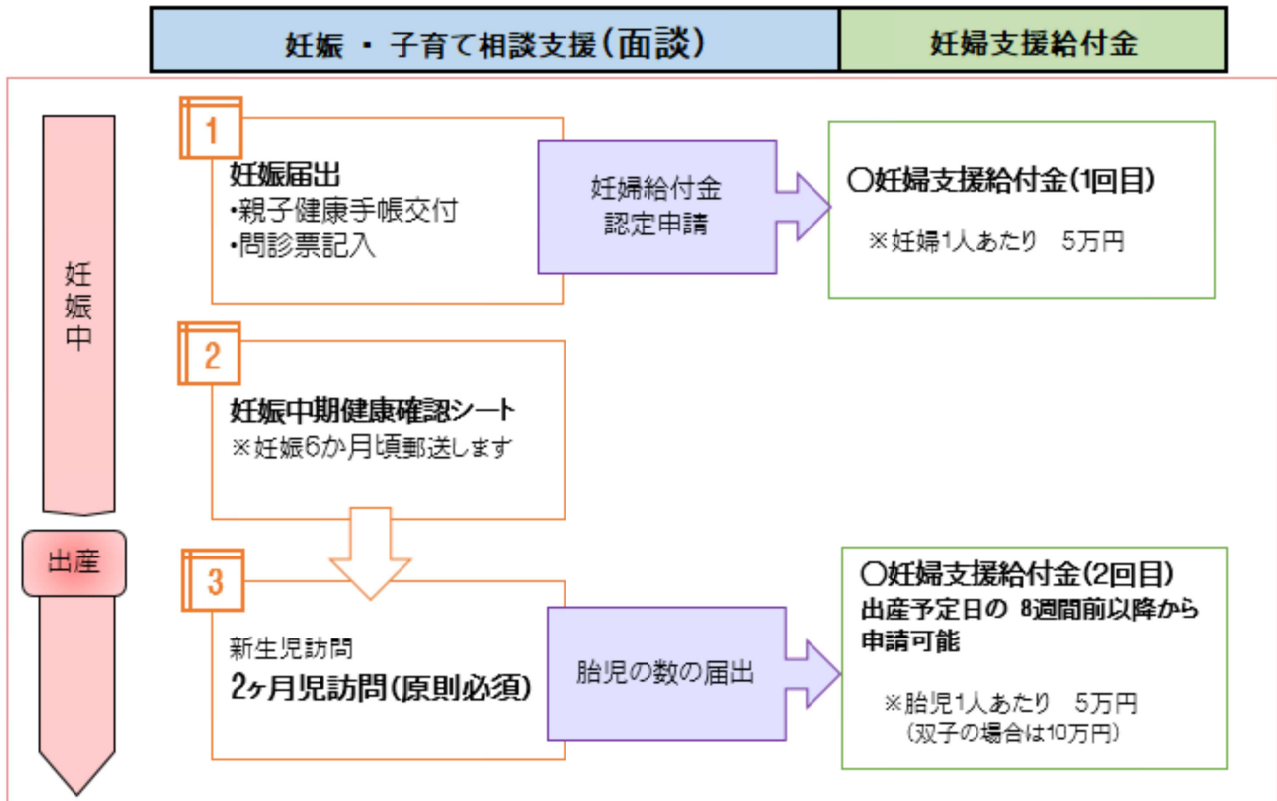 妊娠 ・ 子育て相談支援(面談)
妊婦支援給付金
妊娠中
1
妊娠届出
・親子健康手帳交付
・問診票記入
妊婦給付金
認定申請
〇妊婦支援給付金(1回目)
※妊婦1人あたり 5万円
2
妊娠中期健康確認シート
※妊娠6か月頃郵送します
出産
3
新生児訪問
2ヶ月児訪問(原則必須)
胎児の数の届出
〇妊婦支援給付金(2回目)
出産予定日の 8週間前以降から
申請可能
※胎児1人あたり 5万円
(双子の場合は10万円)